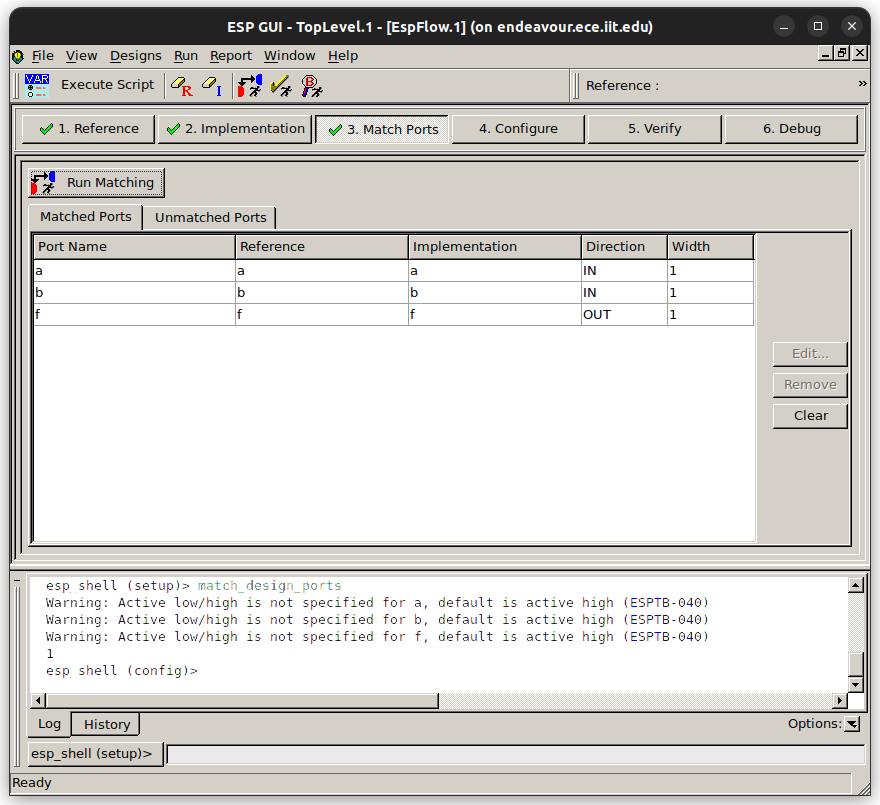 ESP GUI - TopLevel.1 - [EspFlow.1] (on endeavour.ece.iit.edu)
File View Designs Run Report Window Help
VAR Execute Script R I B Reference : »
1. Reference 2. Implementation 3. Match Ports 4. Configure 5. Verify 6. Debug
Run Matching
Matched Ports Unmatched Ports
Port Name Reference Implementation Direction Width
a a a IN 1
b b b IN 1
f f f OUT 1
Edit...
Remove
Clear
esp_shell (setup)> match_design_ports
Warning: Active low/high is not specified for a, default is active high (ESPTB-040)
Warning: Active low/high is not specified for b, default is active high (ESPTB-040)
Warning: Active low/high is not specified for f, default is active high (ESPTB-040)
1
esp_shell (config)>
Log History Options:
esp_shell (setup)>
Ready